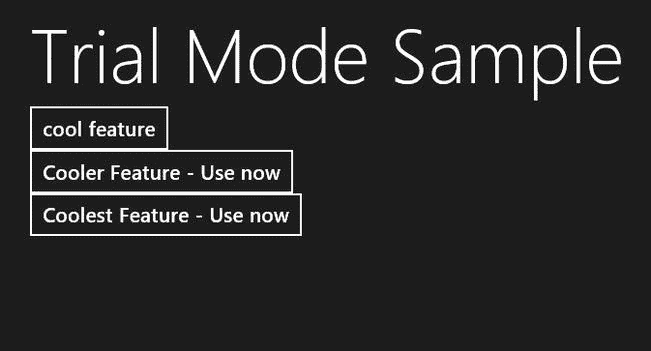 Trial Mode Sample
cool feature
Cooler Feature - Use now
Coolest Feature - Use now